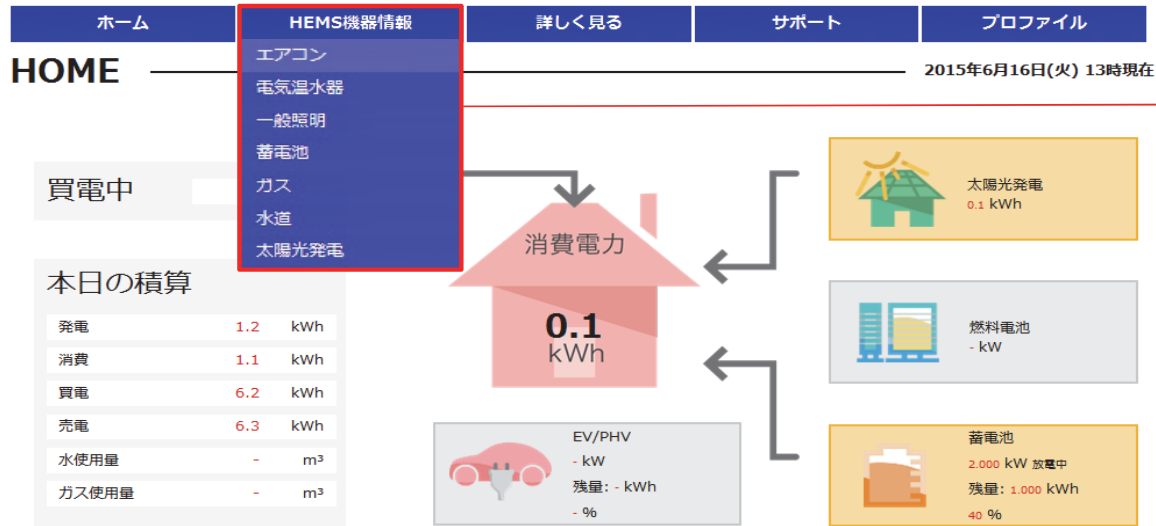 ホーム HEMS機器情報 詳しく見る サポート プロファイル
エアコン
電気温水器
一般照明
蓄電池
ガス
水道
太陽光発電
HOME 2015年6月16日(火) 13時現在
買電中
本日の積算
発電 1.2 kWh
消費 1.1 kWh
買電 6.2 kWh
売電 6.3 kWh
水使用量 - m³
ガス使用量 - m³
消費電力
0.1
kWh
EV/PHV
- kW
残量: - kWh
- %
太陽光発電
0.1 kWh
燃料電池
- kW
蓄電池
2.000 kW 放電中
残量: 1.000 kWh
40 %